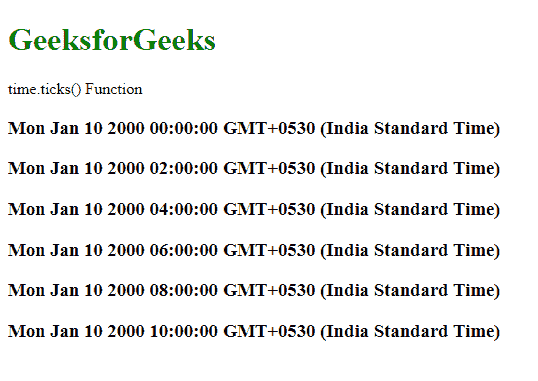 GeeksforGeeks
time.ticks() Function
Mon Jan 10 2000 00:00:00 GMT+0530 (India Standard Time)
Mon Jan 10 2000 02:00:00 GMT+0530 (India Standard Time)
Mon Jan 10 2000 04:00:00 GMT+0530 (India Standard Time)
Mon Jan 10 2000 06:00:00 GMT+0530 (India Standard Time)
Mon Jan 10 2000 08:00:00 GMT+0530 (India Standard Time)
Mon Jan 10 2000 10:00:00 GMT+0530 (India Standard Time)